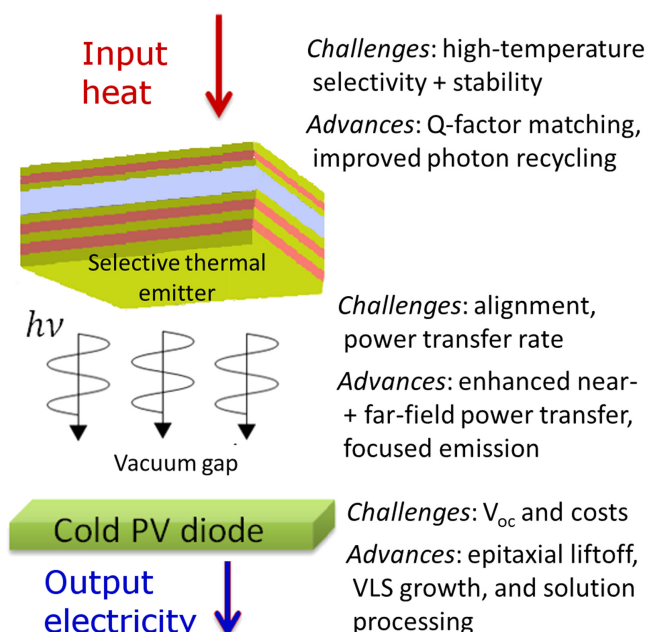 Input
heat
Challenges: high-temperature
selectivity + stability
Advances: Q-factor matching,
improved photon recycling
Selective thermal
emitter
hν
Challenges: alignment,
power transfer rate
Advances: enhanced near-
+ far-field power transfer,
focused emission
Vacuum gap
Cold PV diode
Challenges: Voc and costs
Advances: epitaxial liftoff,
VLS growth, and solution
processing
Output
electricity